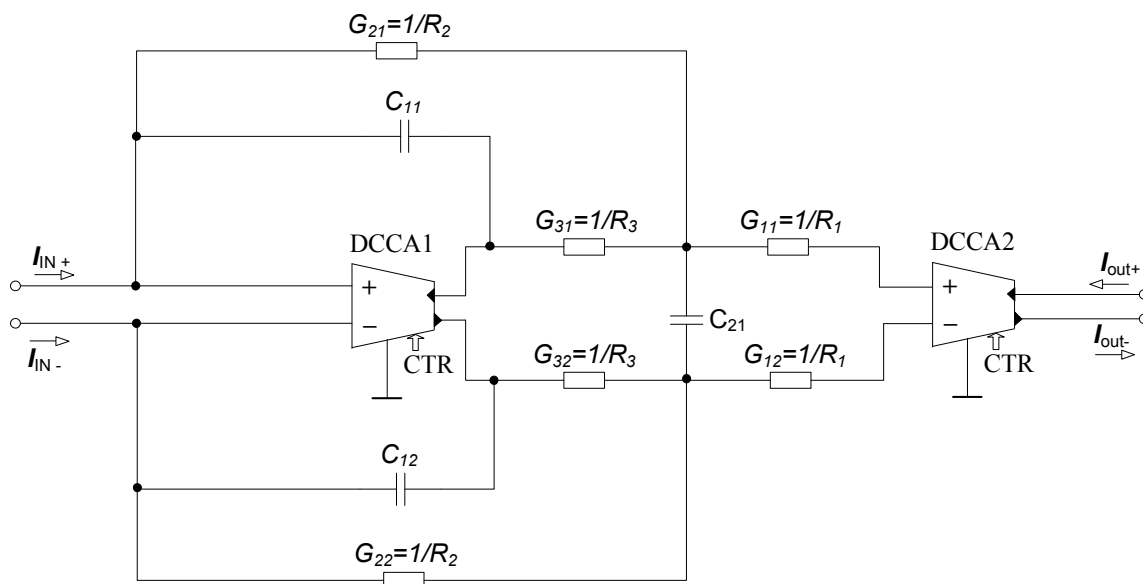 G21=1/R2
C11
G31=1/R3
G11=1/R1
DCCA1
DCCA2
IIN +
Iout+
+
+
−
−
C21
IIN -
CTR
G32=1/R3
G12=1/R1
CTR
Iout-
C12
G22=1/R2